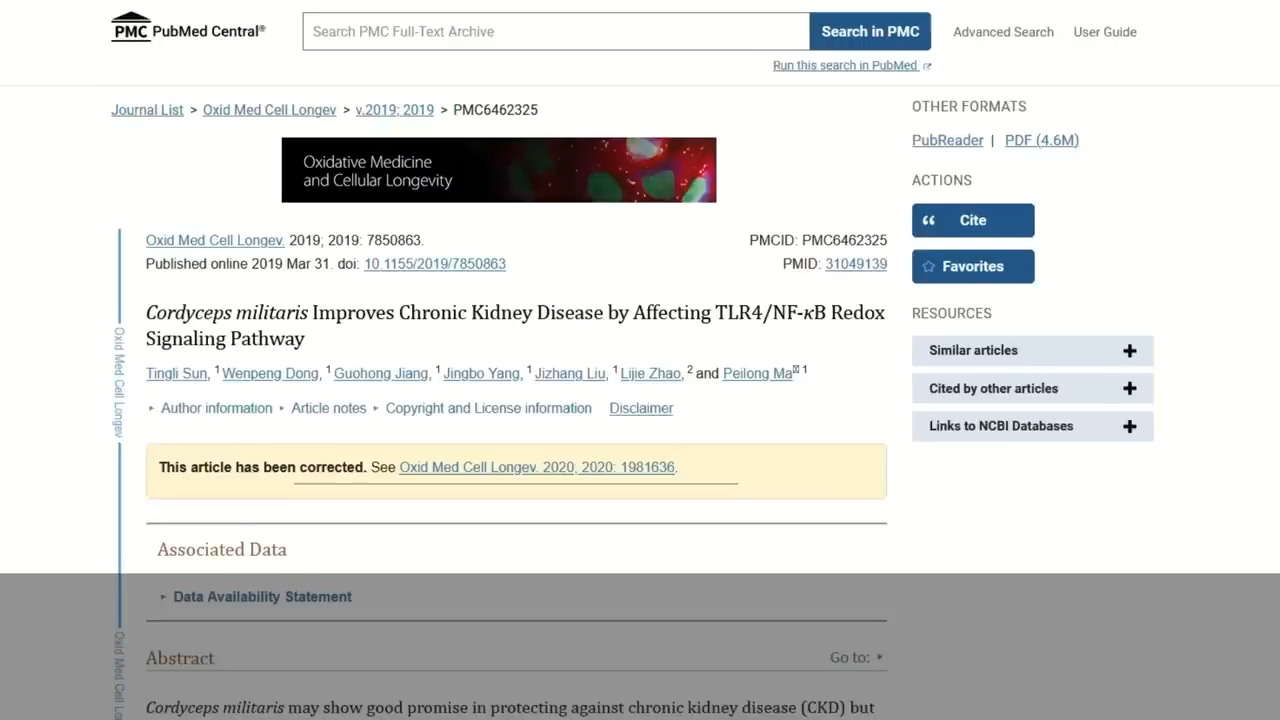 PMC PubMed Central®
Search PMC Full-Text Archive
Search in PMC
Advanced Search
User Guide
Run this search in PubMed
Journal List > Oxid Med Cell Longev > v.2019; 2019 > PMC6462325
Oxidative Medicine
and Cellular Longevity
Oxid Med Cell Longev. 2019; 2019: 7850863.
PMCID: PMC6462325
Published online 2019 Mar 31. doi: 10.1155/2019/7850863
PMID: 31049139
Cordyceps militaris Improves Chronic Kidney Disease by Affecting TLR4/NF-κB Redox
Signaling Pathway
Tingli Sun, 1 Wenpeng Dong, 1 Guohong Jiang, 1 Jingbo Yang, 1 Jizhang Liu, 1 Lijie Zhao, 2 and Peilong Ma 1
Author information
Article notes
Copyright and License information
Disclaimer
This article has been corrected. See Oxid Med Cell Longev. 2020; 2020: 1981636.
Associated Data
Data Availability Statement
Abstract
Go to:
Cordyceps militaris may show good promise in protecting against chronic kidney disease (CKD) but
OTHER FORMATS
PubReader | PDF (4.6M)
ACTIONS
Cite
Favorites
RESOURCES
Similar articles
Cited by other articles
Links to NCBI Databases
Oxid Med Cell Longev
Oxid Med Cell Lo